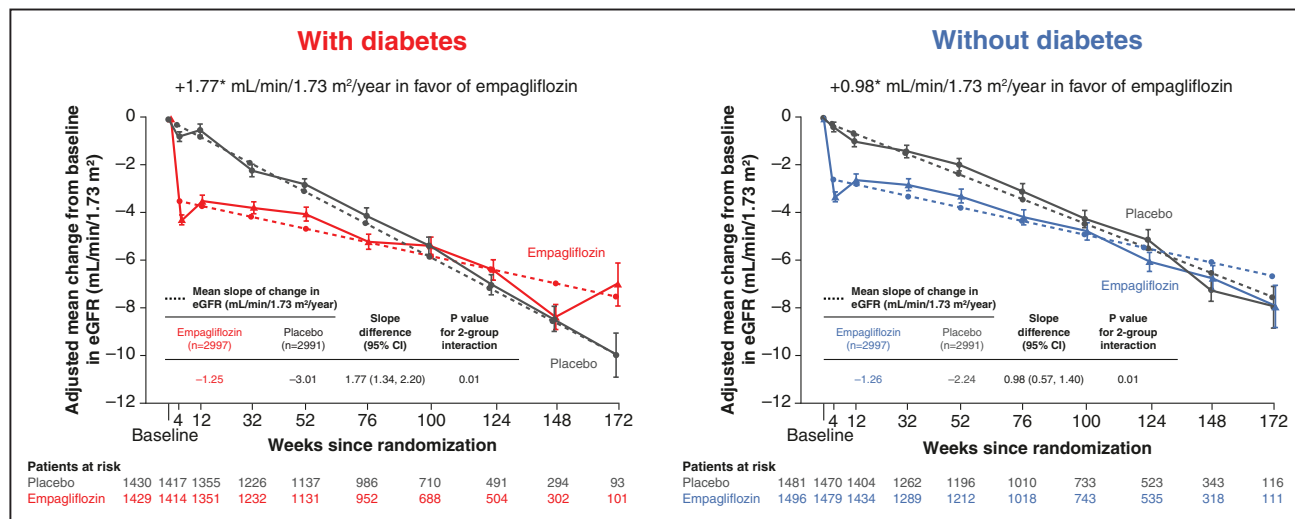 With diabetes
+1.77* mL/min/1.73 m²/year in favor of empagliflozin
Adjusted mean change from baseline
in eGFR (mL/min/1.73 m²)
0
−2
−4
−6
−8
−10
−12
Empagliflozin
Placebo
Mean slope of change in
eGFR (mL/min/1.73 m²/year)
Empagliflozin Placebo Slope P value
(n=2997) (n=2991) difference for 2-group
(95% CI) interaction
−1.25 −3.01 1.77 (1.34, 2.20) 0.01
4 12 32 52 76 100 124 148 172
Baseline
Weeks since randomization
Patients at risk
Placebo 1430 1417 1355 1226 1137 986 710 491 294 93
Empagliflozin 1429 1414 1351 1232 1131 952 688 504 302 101
Without diabetes
+0.98* mL/min/1.73 m²/year in favor of empagliflozin
Adjusted mean change from baseline
in eGFR (mL/min/1.73 m²)
0
−2
−4
−6
−8
−10
−12
Placebo
Empagliflozin
Mean slope of change in
eGFR (mL/min/1.73 m²/year)
Empagliflozin Placebo Slope P value
(n=2997) (n=2991) difference for 2-group
(95% CI) interaction
−1.26 −2.24 0.98 (0.57, 1.40) 0.01
4 12 32 52 76 100 124 148 172
Baseline
Weeks since randomization
Patients at risk
Placebo 1481 1470 1404 1262 1196 1010 733 523 343 116
Empagliflozin 1496 1479 1434 1289 1212 1018 743 535 318 111